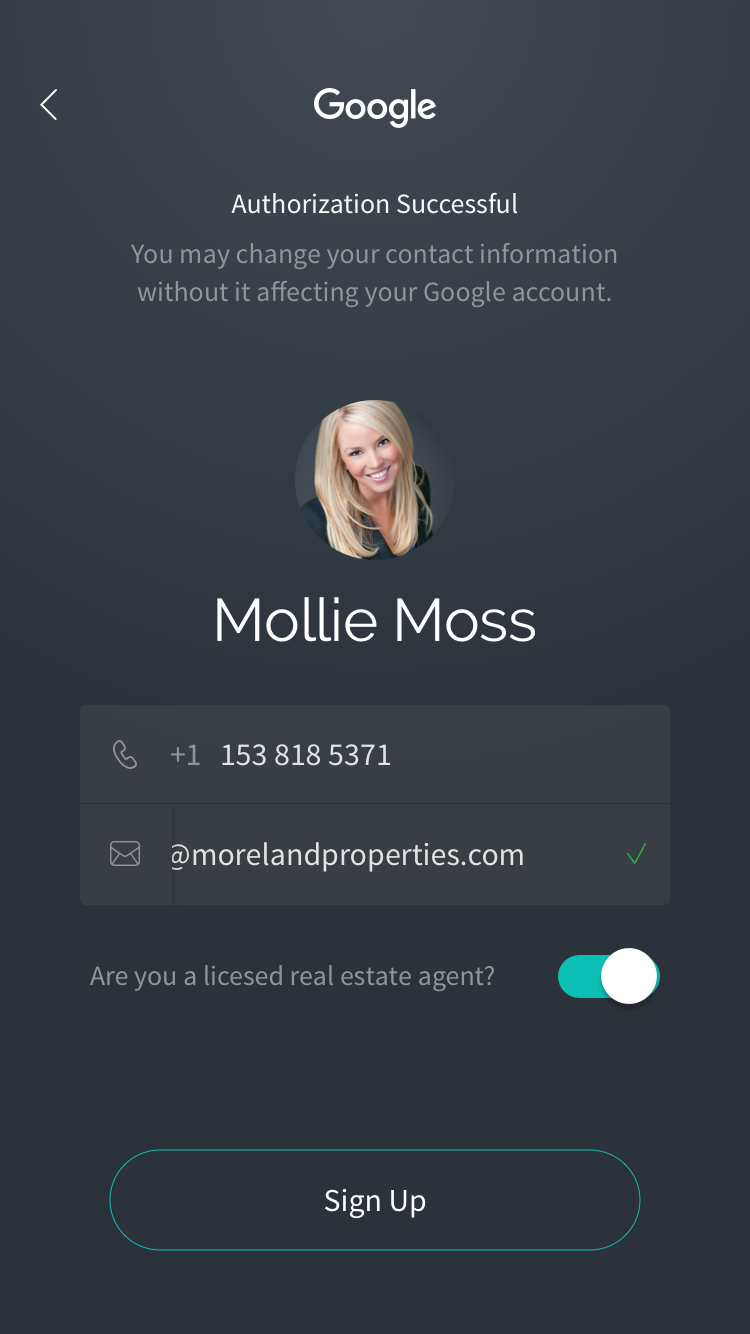 Google
Authorization Successful
You may change your contact information
without it affecting your Google account.
Mollie Moss
+1 153 818 5371
@morelandproperties.com
Are you a licesed real estate agent?
Sign Up